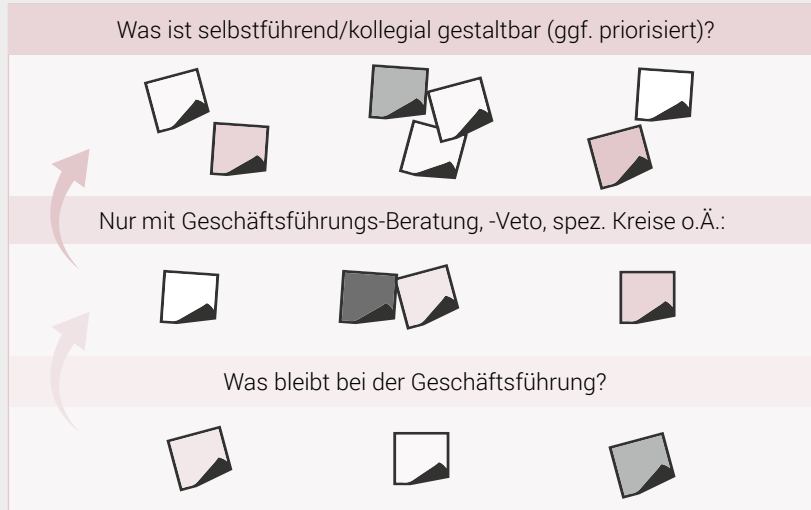 Was ist selbstführend/kollegial gestaltbar (ggf. priorisiert)?
Nur mit Geschäftsführungs-Beratung, -Veto, spez. Kreise o.Ä.:
Was bleibt bei der Geschäftsführung?